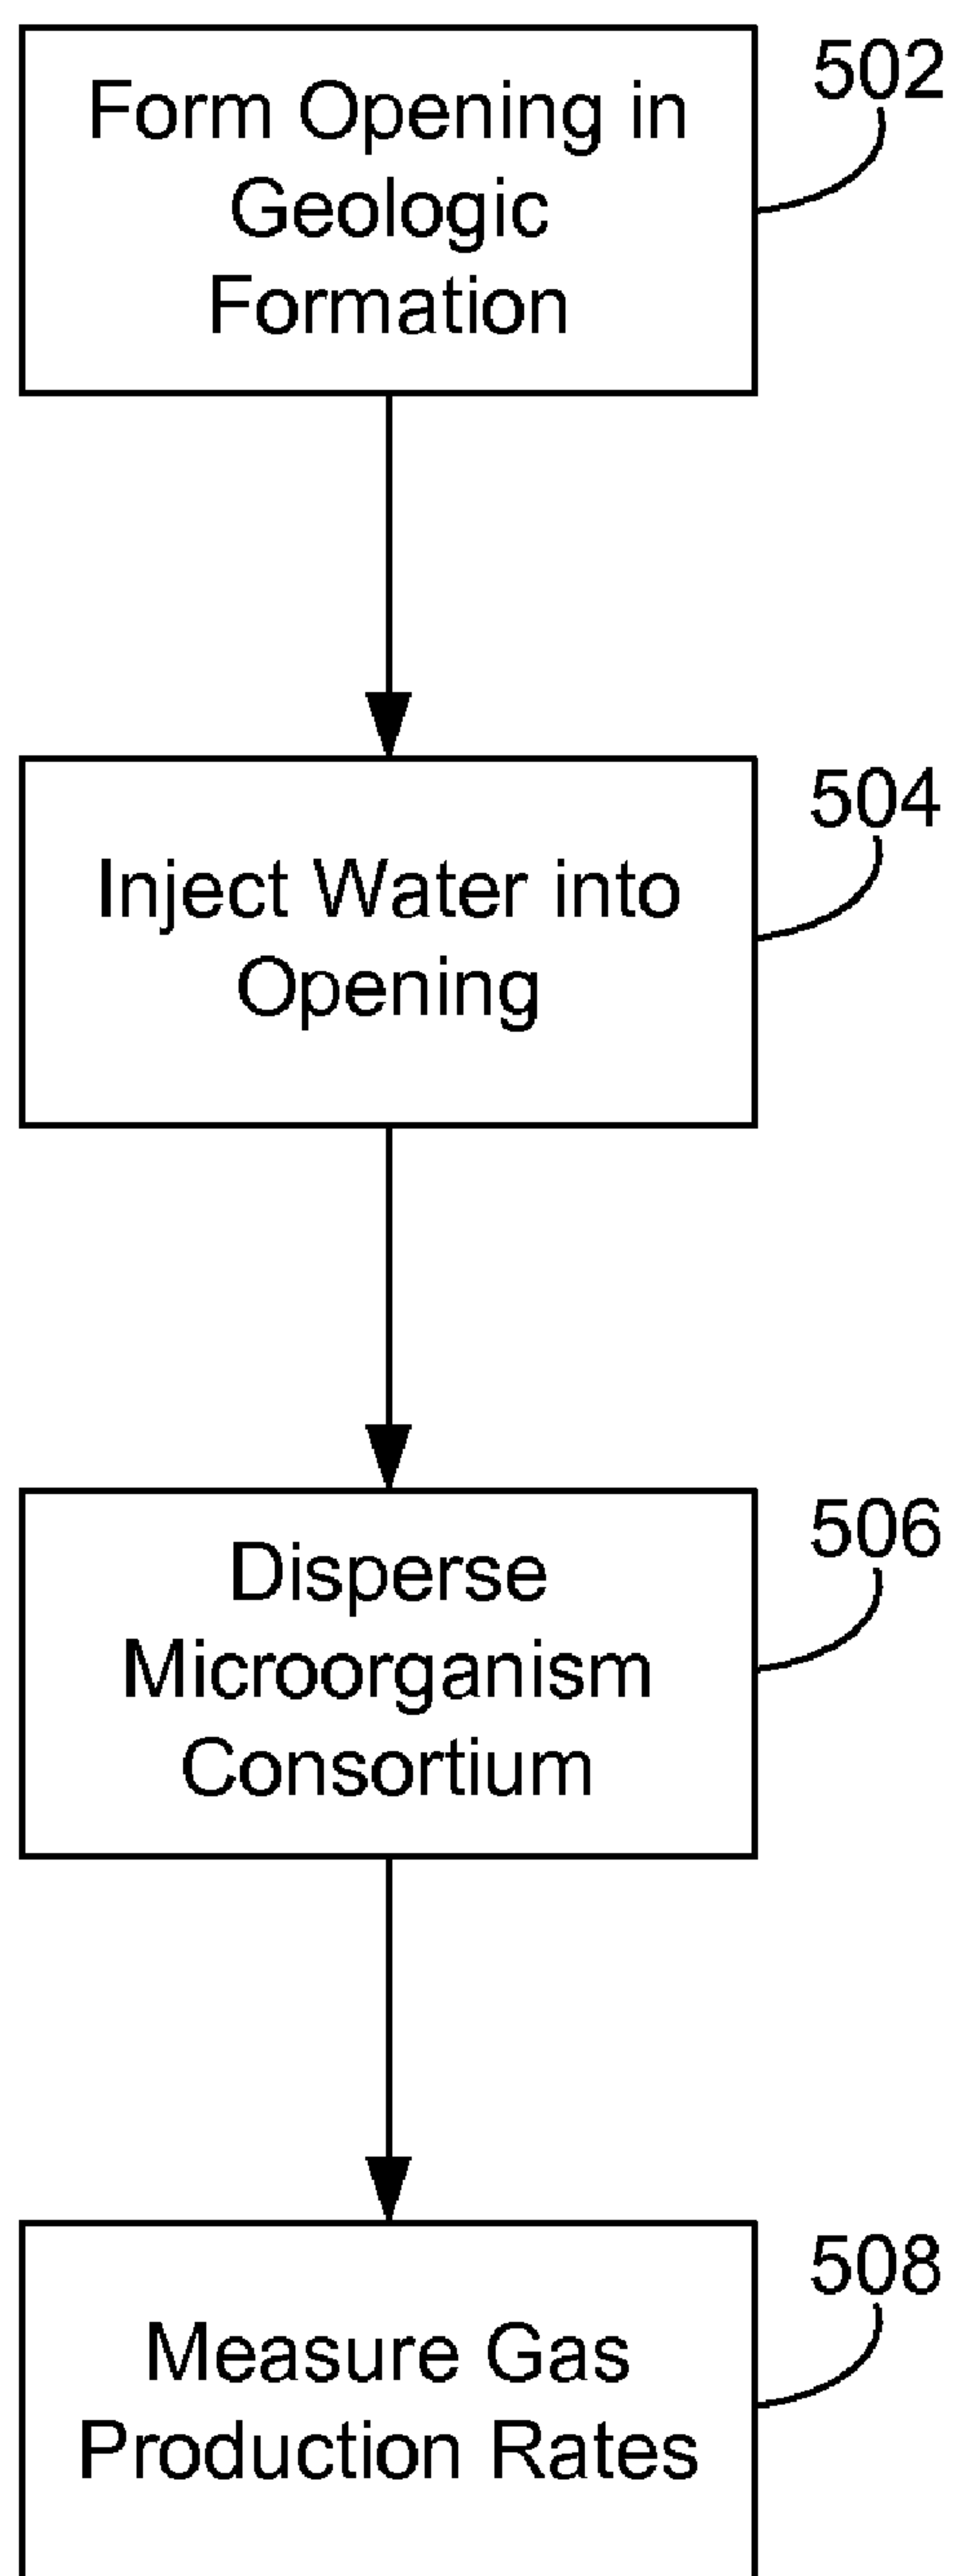 Form Opening in
Geologic
Formation
502
Inject Water into
Opening
504
Disperse
Microorganism
Consortium
506
Measure Gas
Production Rates
508